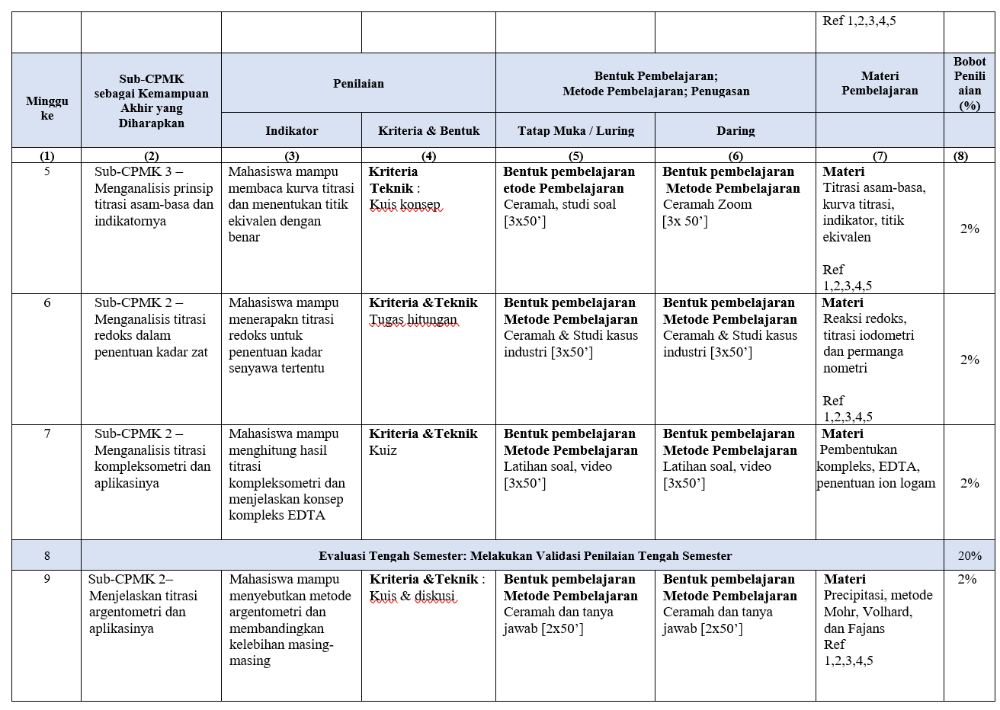 Ref 1,2,3,4,5
Minggu
ke
Sub-CPMK
sebagai Kemampuan
Akhir yang
Diharapkan
Penilaian
Bentuk Pembelajaran;
Metode Pembelajaran; Penugasan
Materi
Pembelajaran
Bobot
Penili
aian
(%)
Indikator
Kriteria & Bentuk
Tatap Muka / Luring
Daring
(1)
(2)
(3)
(4)
(5)
(6)
(7)
(8)
5
Sub-CPMK 3 –
Menganalisis prinsip
titrasi asam-basa dan
indikatornya
Mahasiswa mampu
membaca kurva titrasi
dan menentukan titik
ekivalen dengan
benar
Kriteria
Teknik :
Kuis konsep
Bentuk pembelajaran
etode Pembelajaran
Ceramah, studi soal
[3x50’]
Bentuk pembelajaran
Metode Pembelajaran
Ceramah Zoom
[3x 50’]
Materi
Titrasi asam-basa,
kurva titrasi,
indikator, titik
ekivalen
Ref
1,2,3,4,5
2%
6
Sub-CPMK 2 –
Menganalisis titrasi
redoks dalam
penentuan kadar zat
Mahasiswa mampu
menerapakn titrasi
redoks untuk
penentuan kadar
senyawa tertentu
Kriteria &Teknik
Tugas hitungan
Bentuk pembelajaran
Metode Pembelajaran
Ceramah & Studi kasus
industri [3x50’]
Bentuk pembelajaran
Metode Pembelajaran
Ceramah & Studi kasus
industri [3x50’]
Materi
Reaksi redoks,
titrasi iodometri
dan permanga
nometri
Ref
1,2,3,4,5
2%
7
Sub-CPMK 2 –
Menganalisis titrasi
kompleksometri dan
aplikasinya
Mahasiswa mampu
menghitung hasil
titrasi
kompleksometri dan
menjelaskan konsep
kompleks EDTA
Kriteria &Teknik
Kuiz
Bentuk pembelajaran
Metode Pembelajaran
Latihan soal, video
[3x50’]
Bentuk pembelajaran
Metode Pembelajaran
Latihan soal, video
[3x50’]
Materi
Pembentukan
kompleks, EDTA,
penentuan ion logam
2%
8
Evaluasi Tengah Semester: Melakukan Validasi Penilaian Tengah Semester
20%
9
Sub-CPMK 2–
Menjelaskan titrasi
argentometri dan
aplikasinya
Mahasiswa mampu
menyebutkan metode
argentometri dan
membandingkan
kelebihan masing-
masing
Kriteria &Teknik :
Kuis & diskusi
Bentuk pembelajaran
Metode Pembelajaran
Ceramah dan tanya
jawab [2x50’]
Bentuk pembelajaran
Metode Pembelajaran
Ceramah dan tanya
jawab [2x50’]
Materi
Precipitasi, metode
Mohr, Volhard,
dan Fajans
Ref
1,2,3,4,5
2%